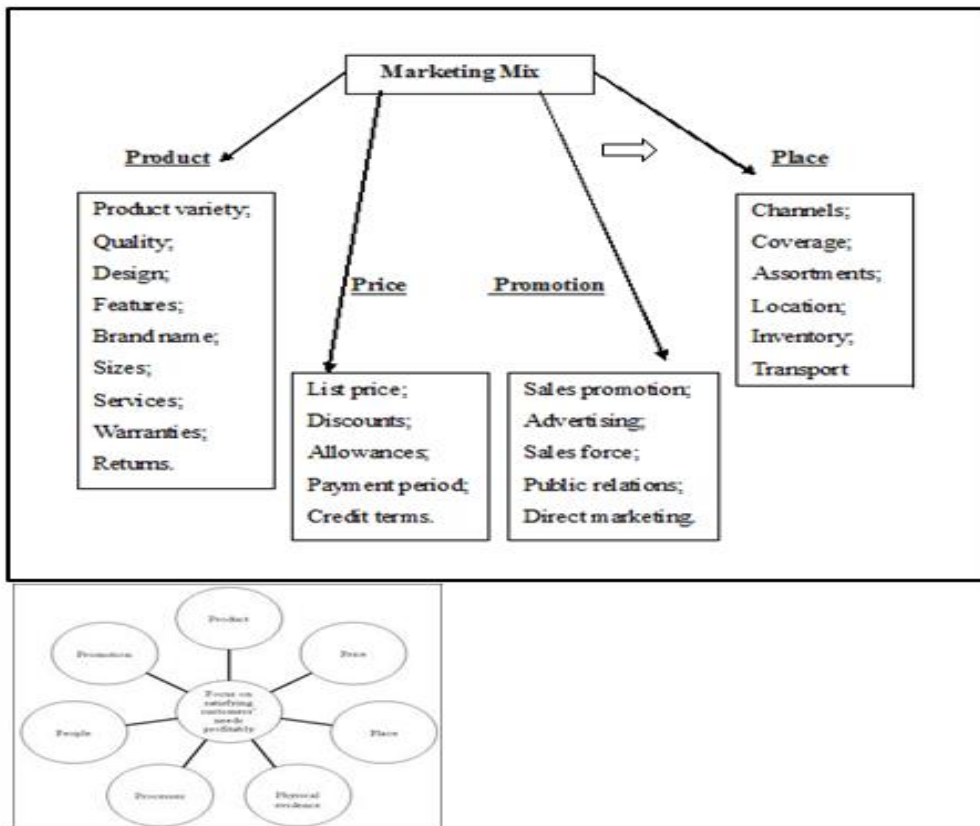 Marketing Mix
Product
Place
Product variety;
Quality;
Design;
Features;
Brand name;
Sizes;
Services;
Warranties;
Returns.
Channels;
Coverage;
Assortments;
Location;
Inventory;
Transport
Price
Promotion
List price;
Discounts;
Allowances;
Payment period;
Credit terms.
Sales promotion;
Advertising;
Sales force;
Public relations;
Direct marketing.
Product
Promotion
Price
Focus on
satisfying
customers'
needs
profitably
People
Place
Processes
Physical
evidence